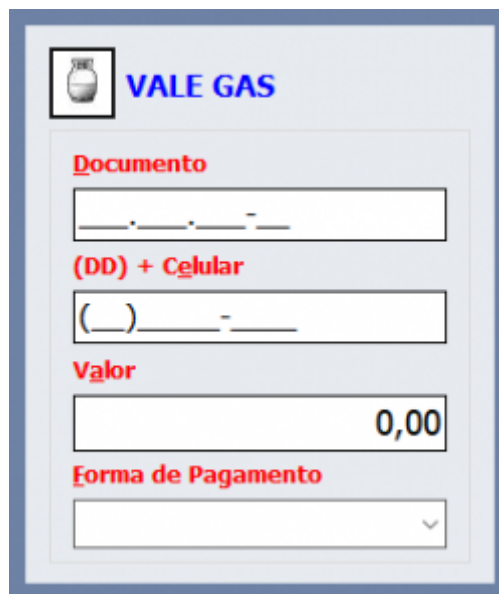 VALE GAS
Documento
___.___.___-__
(DD) + Celular
(__)_____-____
Valor
0,00
Forma de Pagamento